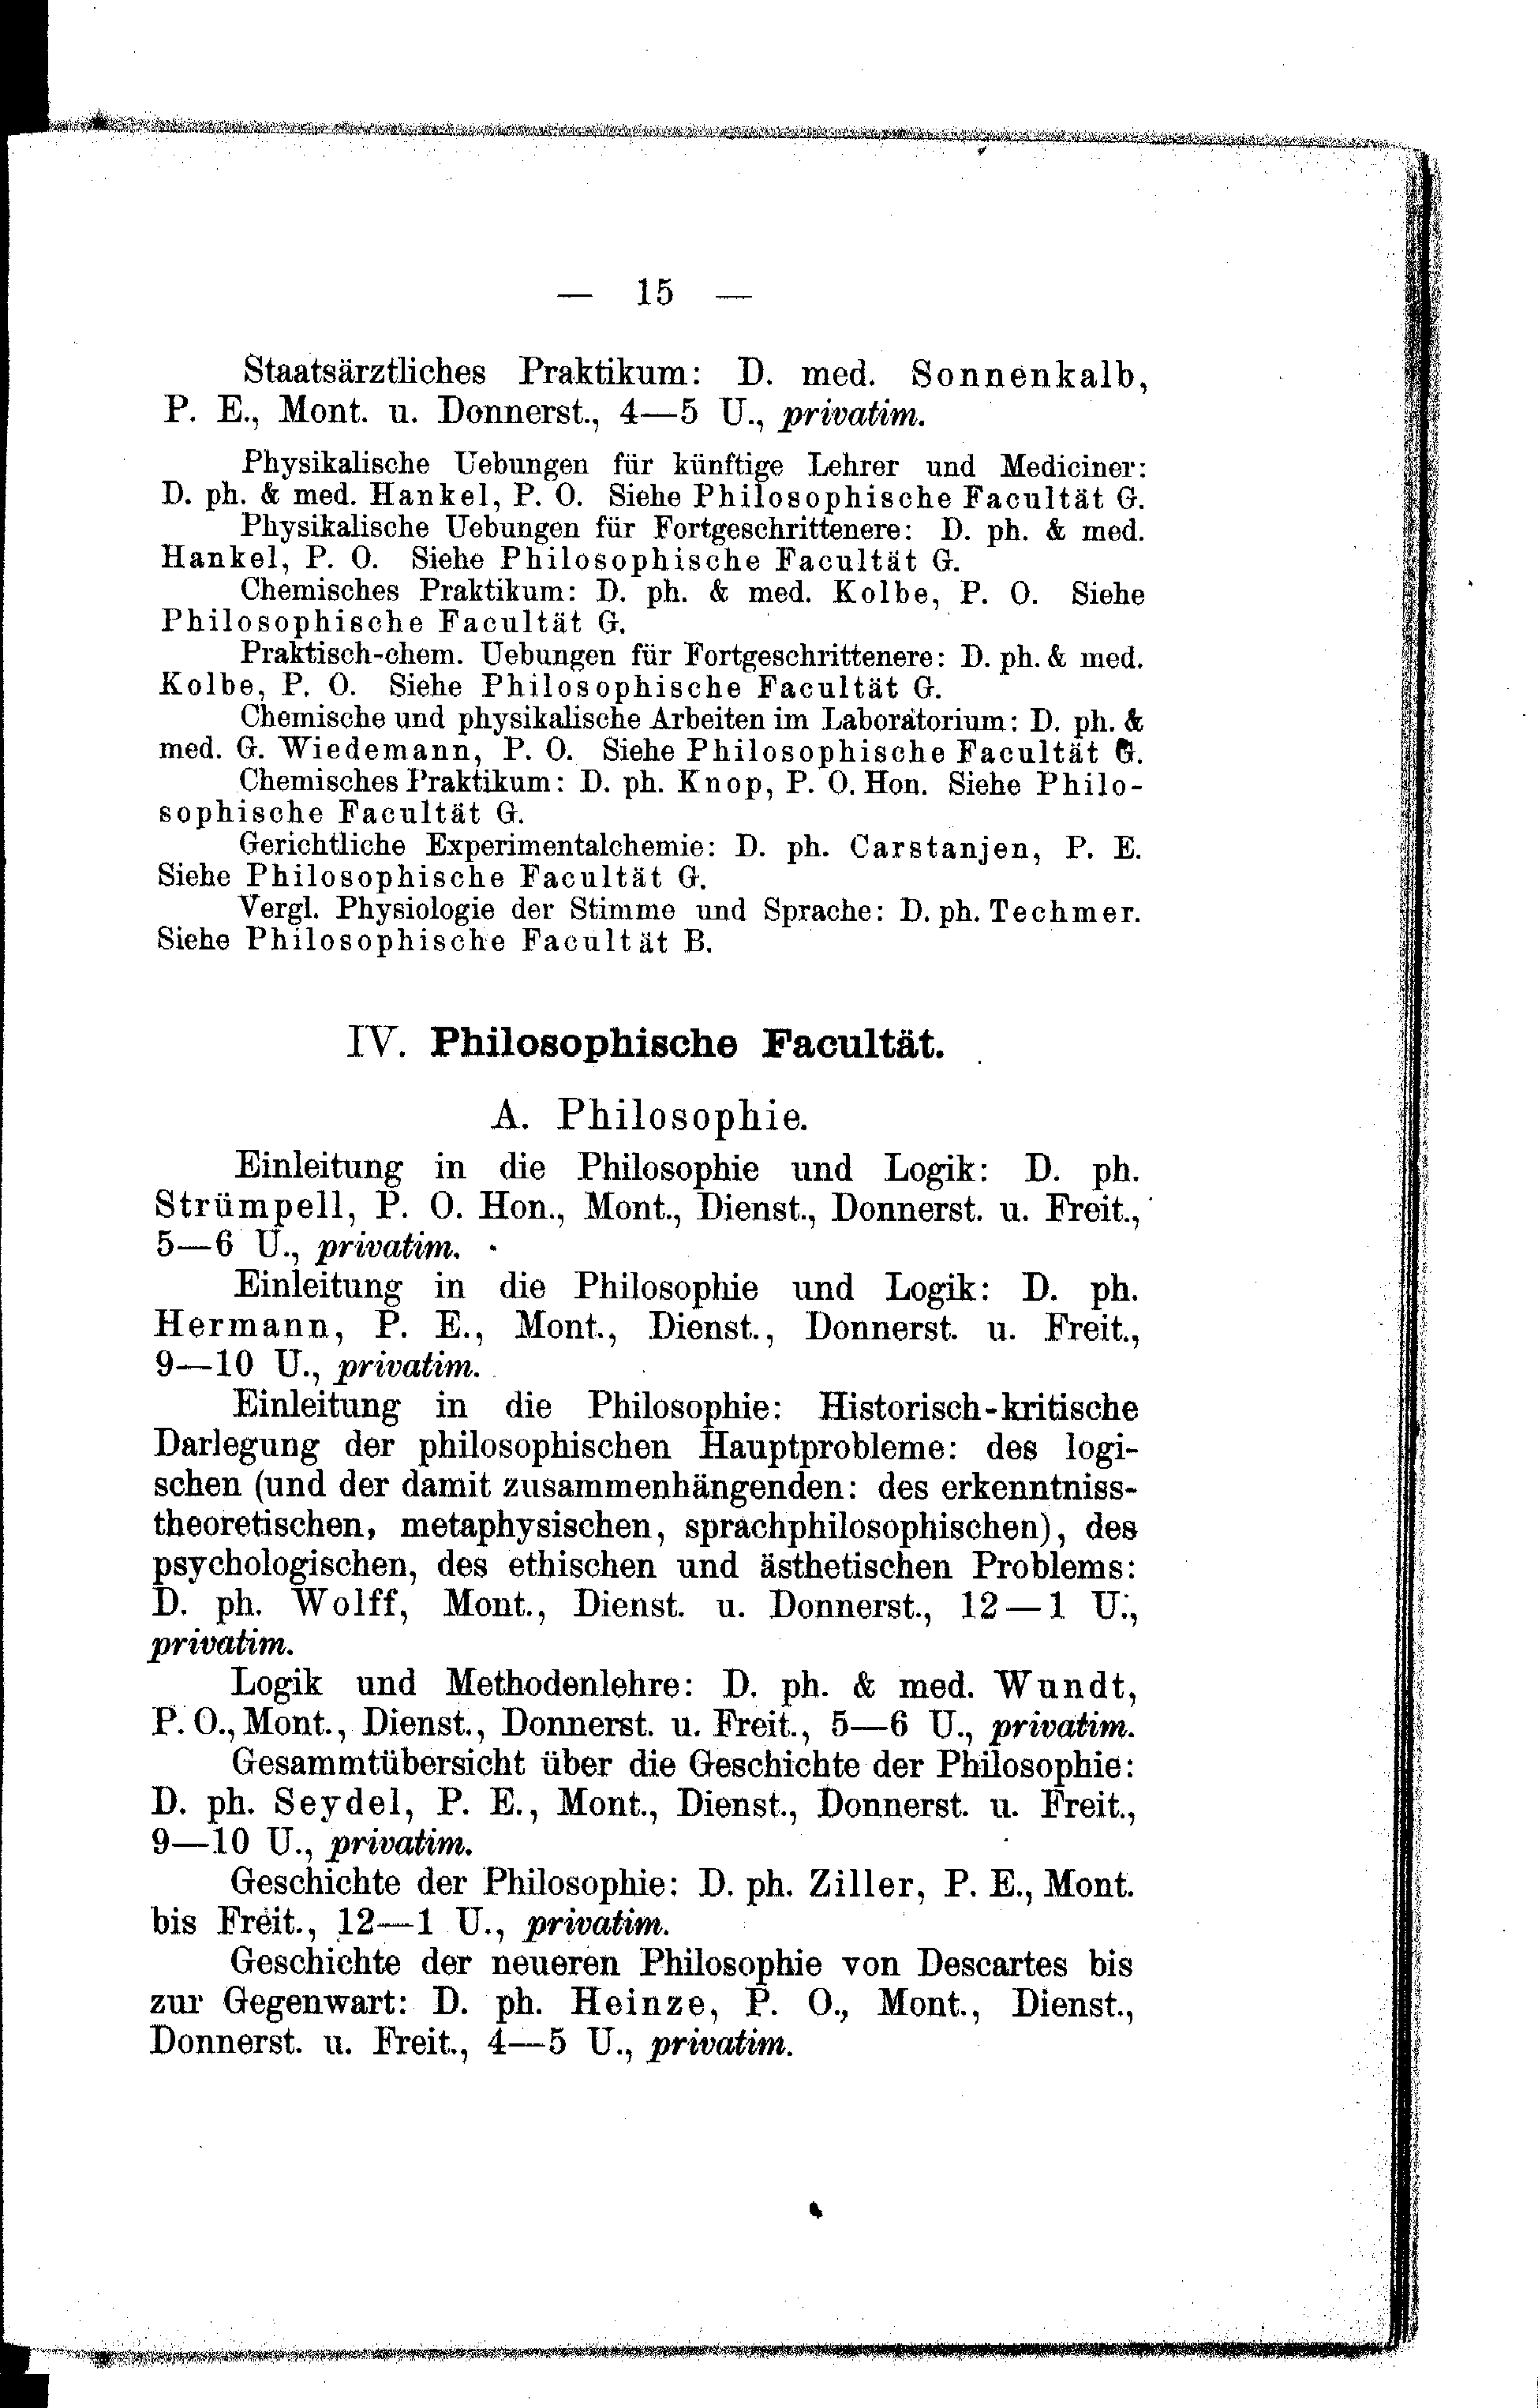 — 15 —
Staatsärztliches Praktikum: D. med. Sonnenkalb,
P. E., Mont. u. Donnerst., 4—5 U., privatim.
Physikalische Uebungen für künftige Lehrer und Mediciner:
D. ph. & med. Hankel, P. O. Siehe Philosophische Facultät G.
Physikalische Uebungen für Fortgeschrittenere: D. ph. & med.
Hankel, P. O. Siehe Philosophische Facultät G.
Chemisches Praktikum: D. ph. & med. Kolbe, P. O. Siehe
Philosophische Facultät G.
Praktisch-chem. Uebungen für Fortgeschrittenere: D. ph. & med.
Kolbe, P. O. Siehe Philosophische Facultät G.
Chemische und physikalische Arbeiten im Laboratorium: D. ph. &
med. G. Wiedemann, P. O. Siehe Philosophische Facultät G.
Chemisches Praktikum: D. ph. Knop, P. O. Hon. Siehe Philo-
sophische Facultät G.
Gerichtliche Experimentalchemie: D. ph. Carstanjen, P. E.
Siehe Philosophische Facultät G.
Vergl. Physiologie der Stimme und Sprache: D. ph. Techmer.
Siehe Philosophische Facultät B.
IV. Philosophische Facultät.
A. Philosophie.
Einleitung in die Philosophie und Logik: D. ph.
Strümpell, P. O. Hon., Mont., Dienst., Donnerst. u. Freit.,
5—6 U., privatim.
Einleitung in die Philosophie und Logik: D. ph.
Hermann, P. E., Mont., Dienst., Donnerst. u. Freit.,
9—10 U., privatim.
Einleitung in die Philosophie: Historisch-kritische
Darlegung der philosophischen Hauptprobleme: des logi-
schen (und der damit zusammenhängenden: des erkenntniss-
theoretischen, metaphysischen, sprachphilosophischen), des
psychologischen, des ethischen und ästhetischen Problems:
D. ph. Wolff, Mont., Dienst. u. Donnerst., 12—1 U.,
privatim.
Logik und Methodenlehre: D. ph. & med. Wundt,
P. O., Mont., Dienst., Donnerst. u. Freit., 5—6 U., privatim.
Gesammtübersicht über die Geschichte der Philosophie:
D. ph. Seydel, P. E., Mont., Dienst., Donnerst. u. Freit.,
9—10 U., privatim.
Geschichte der Philosophie: D. ph. Ziller, P. E., Mont.
bis Freit., 12—1 U., privatim.
Geschichte der neueren Philosophie von Descartes bis
zur Gegenwart: D. ph. Heinze, P. O., Mont., Dienst.,
Donnerst. u. Freit., 4—5 U., privatim.